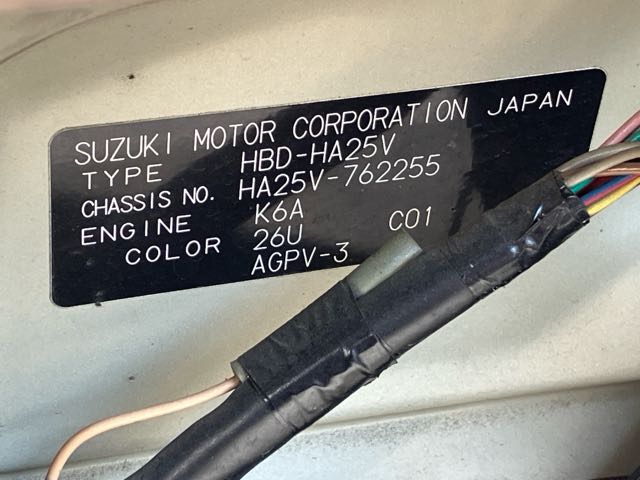 SUZUKI MOTOR CORPORATION JAPAN
TYPE HBD-HA25V
CHASSIS NO. HA25V-762255
ENGINE K6A
COLOR 26U C01
AGPV-3